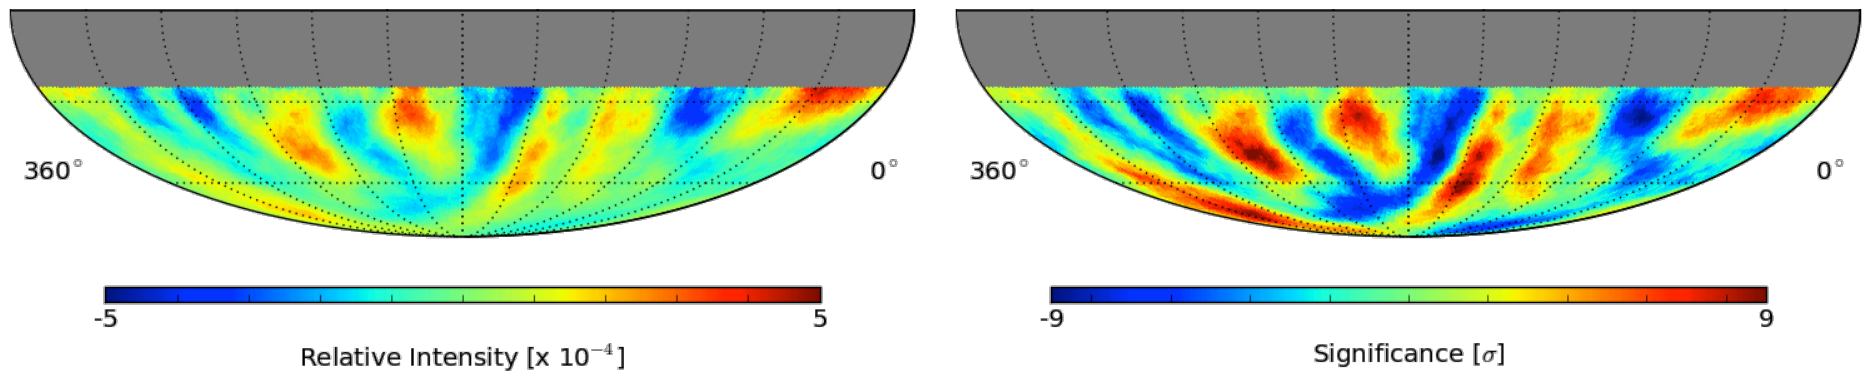 360° 0° 360° 0°
-5 5 -9 9
Relative Intensity [x 10⁻⁴] Significance [σ]